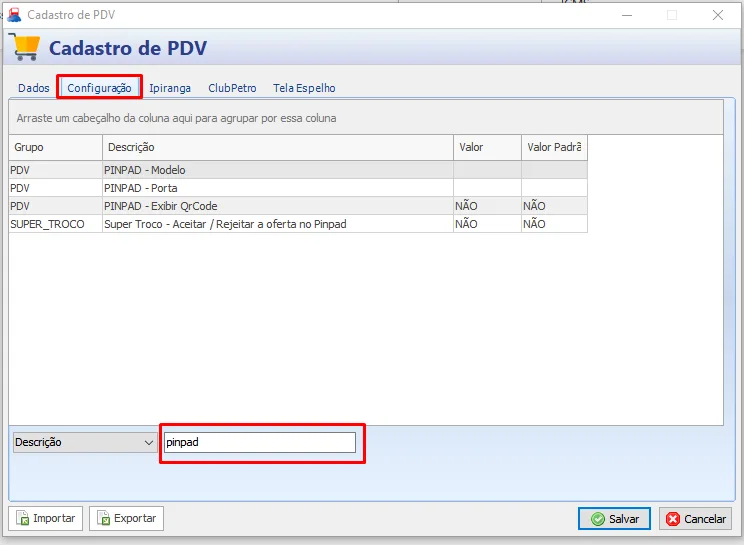 Cadastro de PDV
Cadastro de PDV
Dados Configuração Ipiranga ClubPetro Tela Espelho
Arraste um cabeçalho da coluna aqui para agrupar por essa coluna
Grupo Descrição Valor Valor Padrã
PDV PINPAD - Modelo
PDV PINPAD - Porta
PDV PINPAD - Exibir QrCode NÃO NÃO
SUPER_TROCO Super Troco - Aceitar / Rejeitar a oferta no Pinpad NÃO NÃO
Descrição pinpad
Importar Exportar Salvar Cancelar